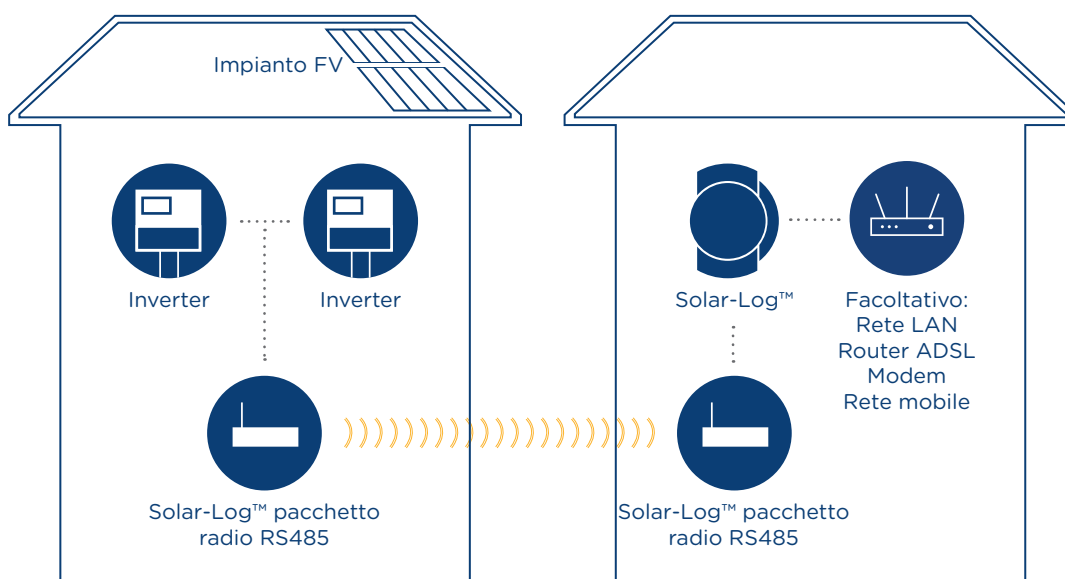 Impianto FV
Inverter
Inverter
Solar-Log™
Facoltativo:
Rete LAN
Router ADSL
Modem
Rete mobile
Solar-Log™ pacchetto
radio RS485
Solar-Log™ pacchetto
radio RS485